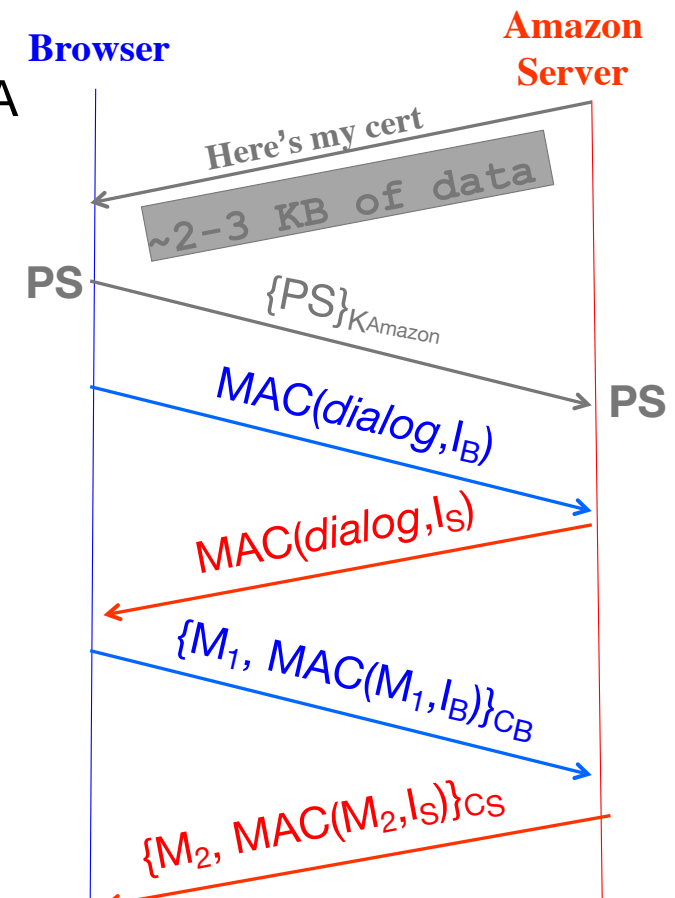 Browser
Amazon
Server
A
Here's my cert
~2-3 KB of data
PS
{PS}KAmazon
PS
MAC(dialog,IB)
MAC(dialog,IS)
{M1, MAC(M1,IB)}CB
{M2, MAC(M2,IS)}CS